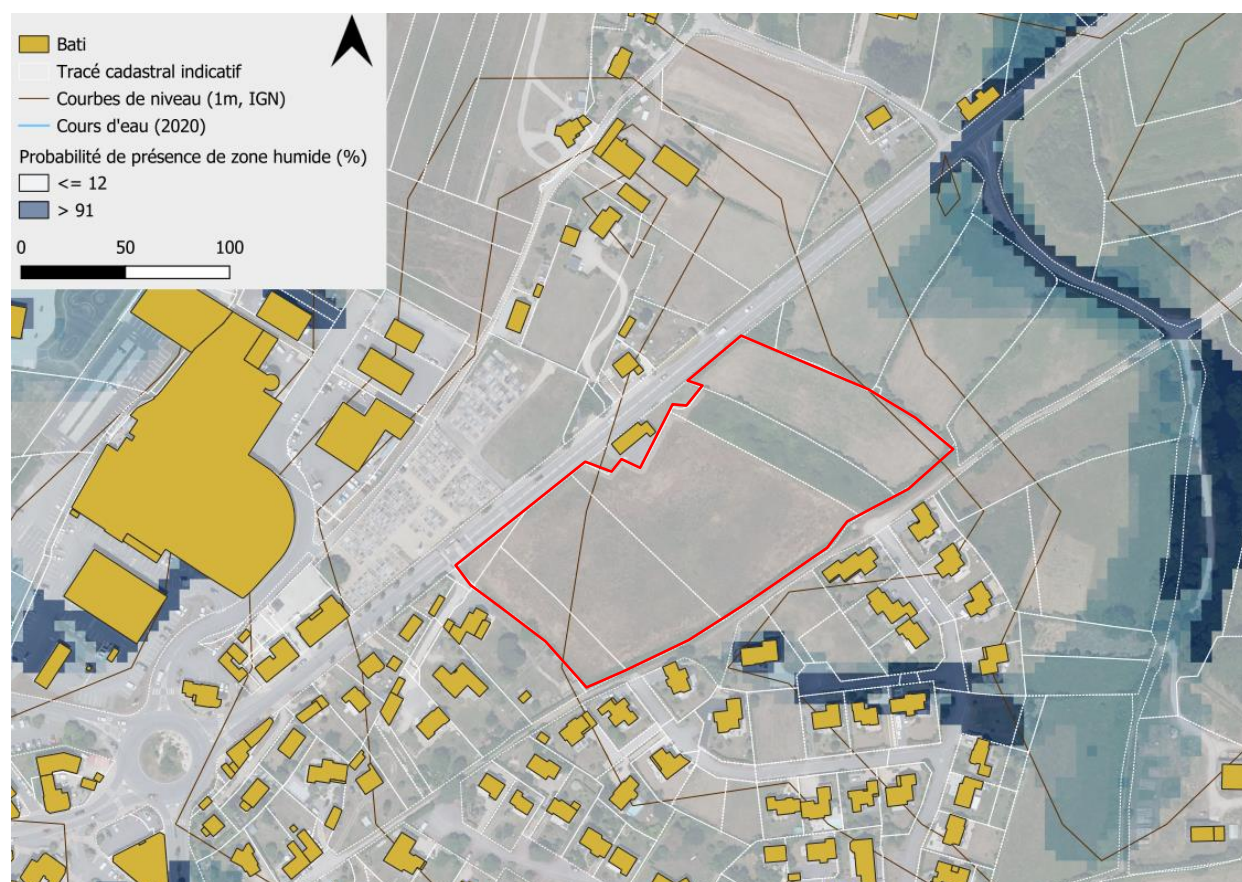 Bati
Tracé cadastral indicatif
Courbes de niveau (1m, IGN)
Cours d'eau (2020)
Probabilité de présence de zone humide (%)
<= 12
> 91
0 50 100